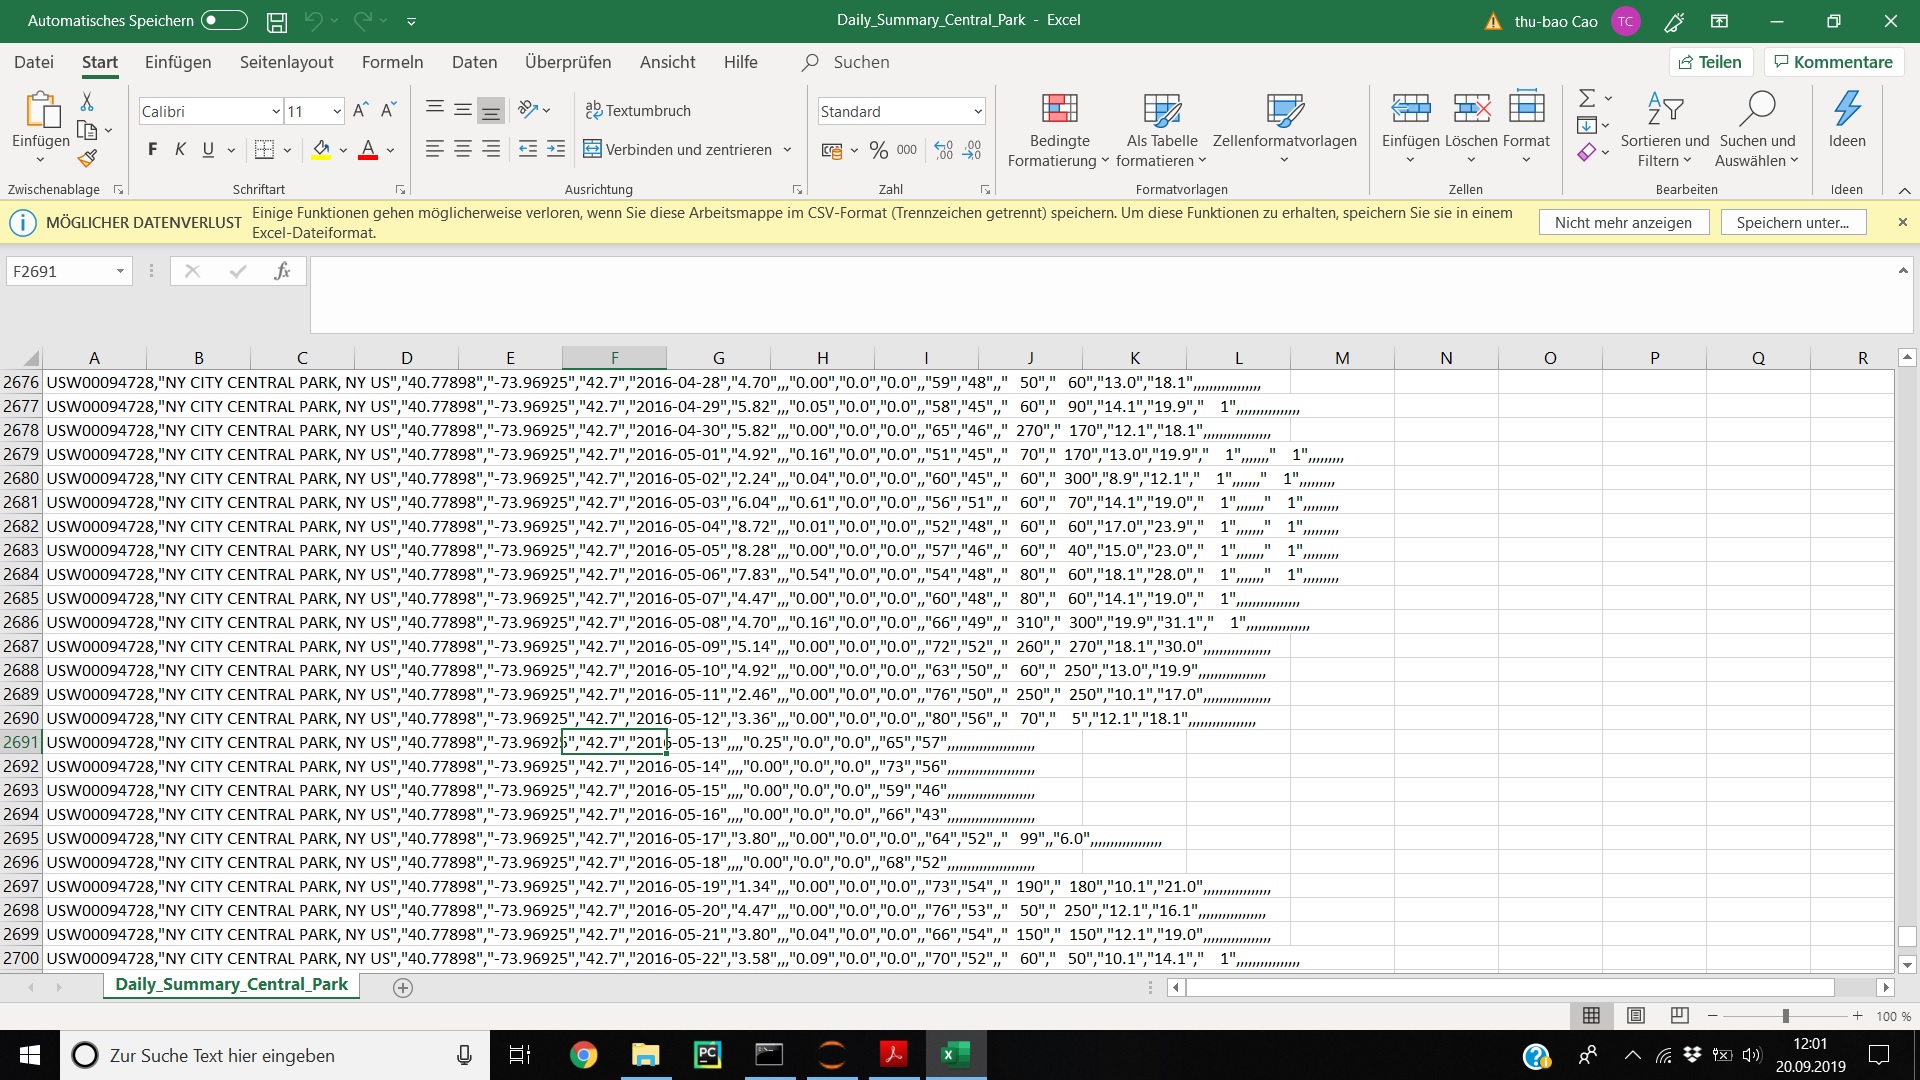 Automatisches Speichern
Daily_Summary_Central_Park - Excel
thu-bao Cao TC
Datei Start Einfügen Seitenlayout Formeln Daten Überprüfen Ansicht Hilfe Suchen Teilen Kommentare
Calibri 11 Textumbruch Standard
F K U Verbinden und zentrieren % 000
Einfügen
Bedingte Formatierung
Als Tabelle formatieren
Zellenformatvorlagen
Einfügen Löschen Format
Sortieren und Filtern
Suchen und Auswählen
Ideen
Zwischenablage Schriftart Ausrichtung Zahl Formatvorlagen Zellen Bearbeiten Ideen
MÖGLICHER DATENVERLUST Einige Funktionen gehen möglicherweise verloren, wenn Sie diese Arbeitsmappe im CSV-Format (Trennzeichen getrennt) speichern. Um diese Funktionen zu erhalten, speichern Sie sie in einem
Excel-Dateiformat.
Nicht mehr anzeigen Speichern unter...
F2691 fx
A B C D E F G H I J K L M N O P Q R
2676 USW00094728,"NY CITY CENTRAL PARK, NY US","40.77898","-73.96925","42.7","2016-04-28","4.70",,,"0.00","0.0","0.0",,"59","48",,"   50","   60","13.0","18.1",,,,,,,,,,,,,,,,,
2677 USW00094728,"NY CITY CENTRAL PARK, NY US","40.77898","-73.96925","42.7","2016-04-29","5.82",,,"0.05","0.0","0.0",,"58","45",,"   60","   90","14.1","19.9","    1",,,,,,,,,,,,,,,,
2678 USW00094728,"NY CITY CENTRAL PARK, NY US","40.77898","-73.96925","42.7","2016-04-30","5.82",,,"0.00","0.0","0.0",,"65","46",,"  270","  170","12.1","18.1",,,,,,,,,,,,,,,,,
2679 USW00094728,"NY CITY CENTRAL PARK, NY US","40.77898","-73.96925","42.7","2016-05-01","4.92",,,"0.16","0.0","0.0",,"51","45",,"   70","  170","13.0","19.9","    1",,,,,,,"    1",,,,,,,,,
2680 USW00094728,"NY CITY CENTRAL PARK, NY US","40.77898","-73.96925","42.7","2016-05-02","2.24",,,"0.04","0.0","0.0",,"60","45",,"   60","  300","8.9","12.1","    1",,,,,,,"    1",,,,,,,,,
2681 USW00094728,"NY CITY CENTRAL PARK, NY US","40.77898","-73.96925","42.7","2016-05-03","6.04",,,"0.61","0.0","0.0",,"56","51",,"   60","   70","14.1","19.0","    1",,,,,,,"    1",,,,,,,,,
2682 USW00094728,"NY CITY CENTRAL PARK, NY US","40.77898","-73.96925","42.7","2016-05-04","8.72",,,"0.01","0.0","0.0",,"52","48",,"   60","   60","17.0","23.9","    1",,,,,,,"    1",,,,,,,,,
2683 USW00094728,"NY CITY CENTRAL PARK, NY US","40.77898","-73.96925","42.7","2016-05-05","8.28",,,"0.00","0.0","0.0",,"57","46",,"   60","   40","15.0","23.0","    1",,,,,,,"    1",,,,,,,,,
2684 USW00094728,"NY CITY CENTRAL PARK, NY US","40.77898","-73.96925","42.7","2016-05-06","7.83",,,"0.54","0.0","0.0",,"54","48",,"   80","   60","18.1","28.0","    1",,,,,,,"    1",,,,,,,,,
2685 USW00094728,"NY CITY CENTRAL PARK, NY US","40.77898","-73.96925","42.7","2016-05-07","4.47",,,"0.00","0.0","0.0",,"60","48",,"   80","   60","14.1","19.0","    1",,,,,,,,,,,,,,,,
2686 USW00094728,"NY CITY CENTRAL PARK, NY US","40.77898","-73.96925","42.7","2016-05-08","4.70",,,"0.16","0.0","0.0",,"66","49",,"  310","  300","19.9","31.1","    1",,,,,,,,,,,,,,,,
2687 USW00094728,"NY CITY CENTRAL PARK, NY US","40.77898","-73.96925","42.7","2016-05-09","5.14",,,"0.00","0.0","0.0",,"72","52",,"  260","  270","18.1","30.0",,,,,,,,,,,,,,,,,
2688 USW00094728,"NY CITY CENTRAL PARK, NY US","40.77898","-73.96925","42.7","2016-05-10","4.92",,,"0.00","0.0","0.0",,"63","50",,"   60","  250","13.0","19.9",,,,,,,,,,,,,,,,,
2689 USW00094728,"NY CITY CENTRAL PARK, NY US","40.77898","-73.96925","42.7","2016-05-11","2.46",,,"0.00","0.0","0.0",,"76","50",,"  250","  250","10.1","17.0",,,,,,,,,,,,,,,,,
2690 USW00094728,"NY CITY CENTRAL PARK, NY US","40.77898","-73.96925","42.7","2016-05-12","3.36",,,"0.00","0.0","0.0",,"80","56",,"   70","    5","12.1","18.1",,,,,,,,,,,,,,,,,
2691 USW00094728,"NY CITY CENTRAL PARK, NY US","40.77898","-73.96925","42.7","2016-05-13",,,,"0.25","0.0","0.0",,"65","57",,,,,,,,,,,,,,,,,,,,,,
2692 USW00094728,"NY CITY CENTRAL PARK, NY US","40.77898","-73.96925","42.7","2016-05-14",,,,"0.00","0.0","0.0",,"73","56",,,,,,,,,,,,,,,,,,,,,,
2693 USW00094728,"NY CITY CENTRAL PARK, NY US","40.77898","-73.96925","42.7","2016-05-15",,,,"0.00","0.0","0.0",,"59","46",,,,,,,,,,,,,,,,,,,,,,
2694 USW00094728,"NY CITY CENTRAL PARK, NY US","40.77898","-73.96925","42.7","2016-05-16",,,,"0.00","0.0","0.0",,"66","43",,,,,,,,,,,,,,,,,,,,,,
2695 USW00094728,"NY CITY CENTRAL PARK, NY US","40.77898","-73.96925","42.7","2016-05-17","3.80",,,"0.00","0.0","0.0",,"64","52",,"   99",,"6.0",,,,,,,,,,,,,,,,,,
2696 USW00094728,"NY CITY CENTRAL PARK, NY US","40.77898","-73.96925","42.7","2016-05-18",,,,"0.00","0.0","0.0",,"68","52",,,,,,,,,,,,,,,,,,,,,,
2697 USW00094728,"NY CITY CENTRAL PARK, NY US","40.77898","-73.96925","42.7","2016-05-19","1.34",,,"0.00","0.0","0.0",,"73","54",,"  190","  180","10.1","21.0",,,,,,,,,,,,,,,,,
2698 USW00094728,"NY CITY CENTRAL PARK, NY US","40.77898","-73.96925","42.7","2016-05-20","4.47",,,"0.00","0.0","0.0",,"76","53",,"   50","  250","12.1","16.1",,,,,,,,,,,,,,,,,
2699 USW00094728,"NY CITY CENTRAL PARK, NY US","40.77898","-73.96925","42.7","2016-05-21","3.80",,,"0.04","0.0","0.0",,"66","54",,"  150","  150","12.1","19.0",,,,,,,,,,,,,,,,,
2700 USW00094728,"NY CITY CENTRAL PARK, NY US","40.77898","-73.96925","42.7","2016-05-22","3.58",,,"0.09","0.0","0.0",,"70","52",,"   60","   50","10.1","14.1","    1",,,,,,,,,,,,,,,,
Daily_Summary_Central_Park
100 %
Zur Suche Text hier eingeben
12:01
20.09.2019